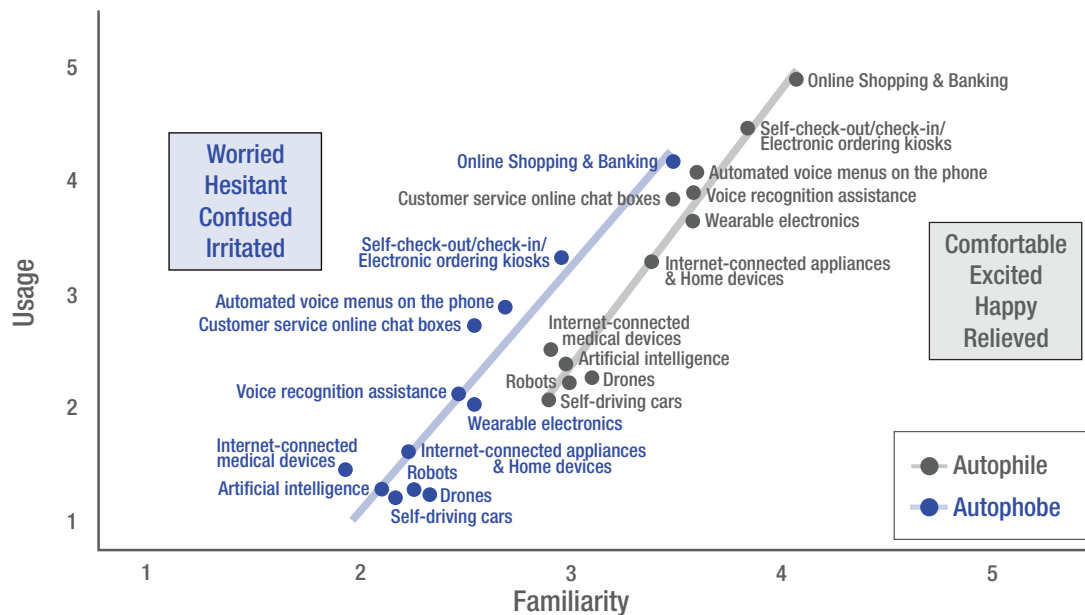 5
4
3
2
1
Usage
Worried
Hesitant
Confused
Irritated
Online Shopping & Banking
Self-check-out/check-in/
Electronic ordering kiosks
Automated voice menus on the phone
Customer service online chat boxes
Voice recognition assistance
Wearable electronics
Internet-connected
medical devices
Internet-connected appliances
& Home devices
Artificial intelligence
Robots
Drones
Self-driving cars
Online Shopping & Banking
Self-check-out/check-in/
Electronic ordering kiosks
Automated voice menus on the phone
Customer service online chat boxes
Voice recognition assistance
Wearable electronics
Internet-connected appliances
& Home devices
Internet-connected
medical devices
Artificial intelligence
Robots
Drones
Self-driving cars
Comfortable
Excited
Happy
Relieved
Autophile
Autophobe
1
2
3
4
5
Familiarity